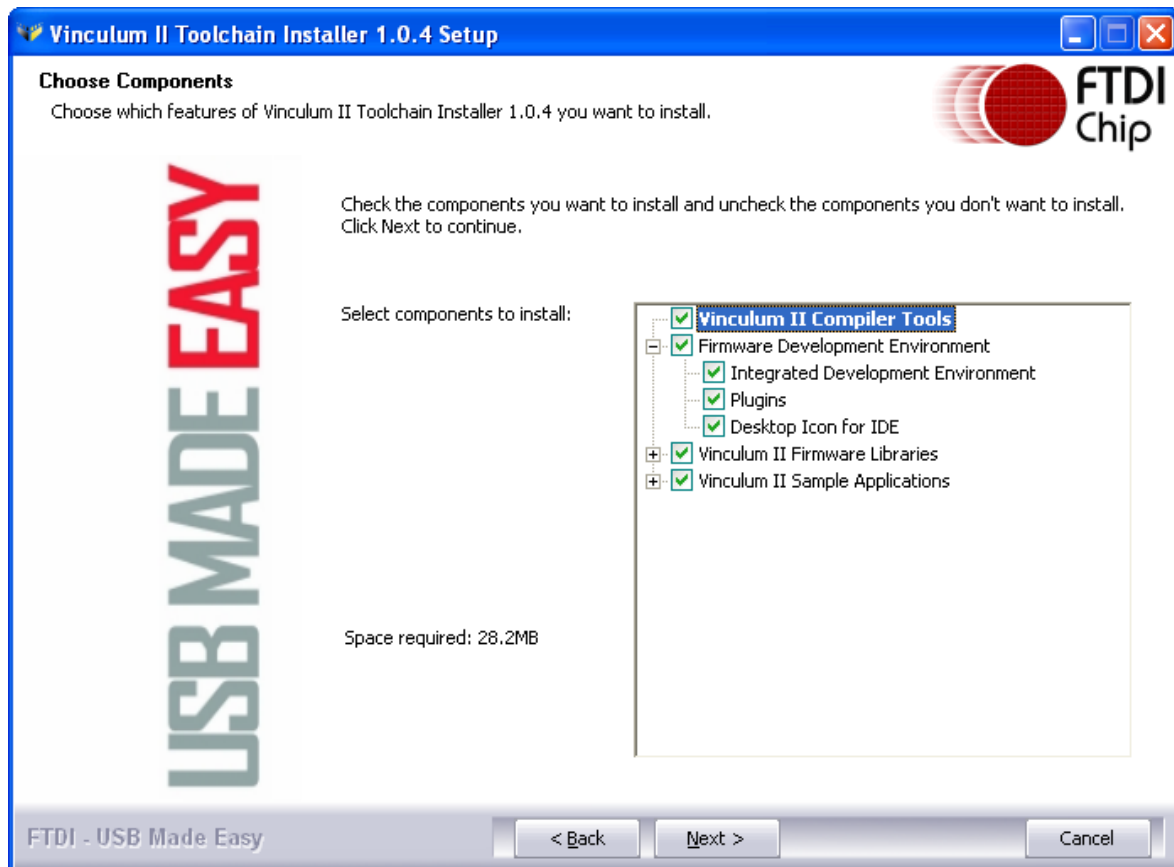 Vinculum II Toolchain Installer 1.0.4 Setup
Choose Components
Choose which features of Vinculum II Toolchain Installer 1.0.4 you want to install.
FTDI
Chip
USB MADE EASY
Check the components you want to install and uncheck the components you don't want to install.
Click Next to continue.
Select components to install:
Vinculum II Compiler Tools
Firmware Development Environment
Integrated Development Environment
Plugins
Desktop Icon for IDE
Vinculum II Firmware Libraries
Vinculum II Sample Applications
Space required: 28.2MB
FTDI - USB Made Easy
< Back
Next >
Cancel